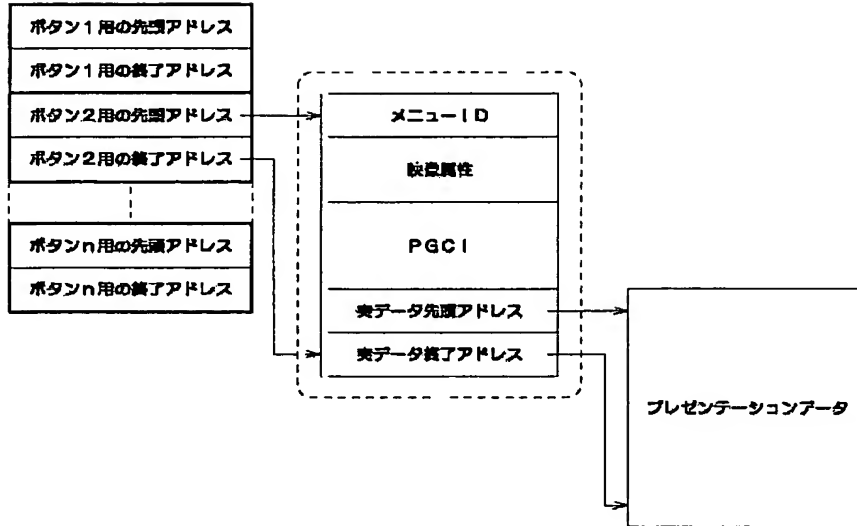 ボタン1用の先頭アドレス
ボタン1用の終了アドレス
ボタン2用の先頭アドレス
ボタン2用の終了アドレス
ボタンn用の先頭アドレス
ボタンn用の終了アドレス
メニューID
映像属性
PGCI
実データ先頭アドレス
実データ終了アドレス
プレゼンテーションアータ